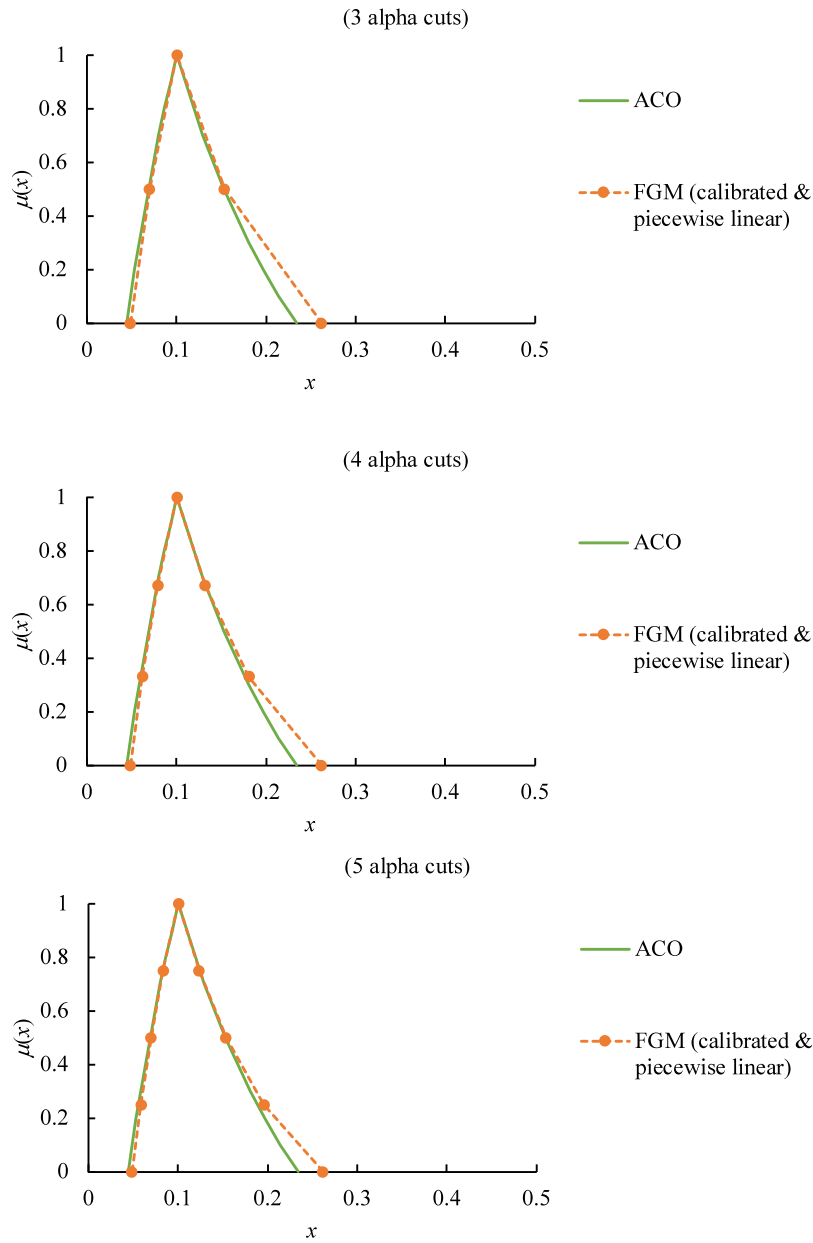 (3 alpha cuts)
1
0.8
0.6
0.4
0.2
0
μ(x)
0 0.1 0.2 0.3 0.4 0.5
x
ACO
FGM (calibrated &
piecewise linear)
(4 alpha cuts)
1
0.8
0.6
0.4
0.2
0
μ(x)
0 0.1 0.2 0.3 0.4 0.5
x
ACO
FGM (calibrated &
piecewise linear)
(5 alpha cuts)
1
0.8
0.6
0.4
0.2
0
μ(x)
0 0.1 0.2 0.3 0.4 0.5
x
ACO
FGM (calibrated &
piecewise linear)